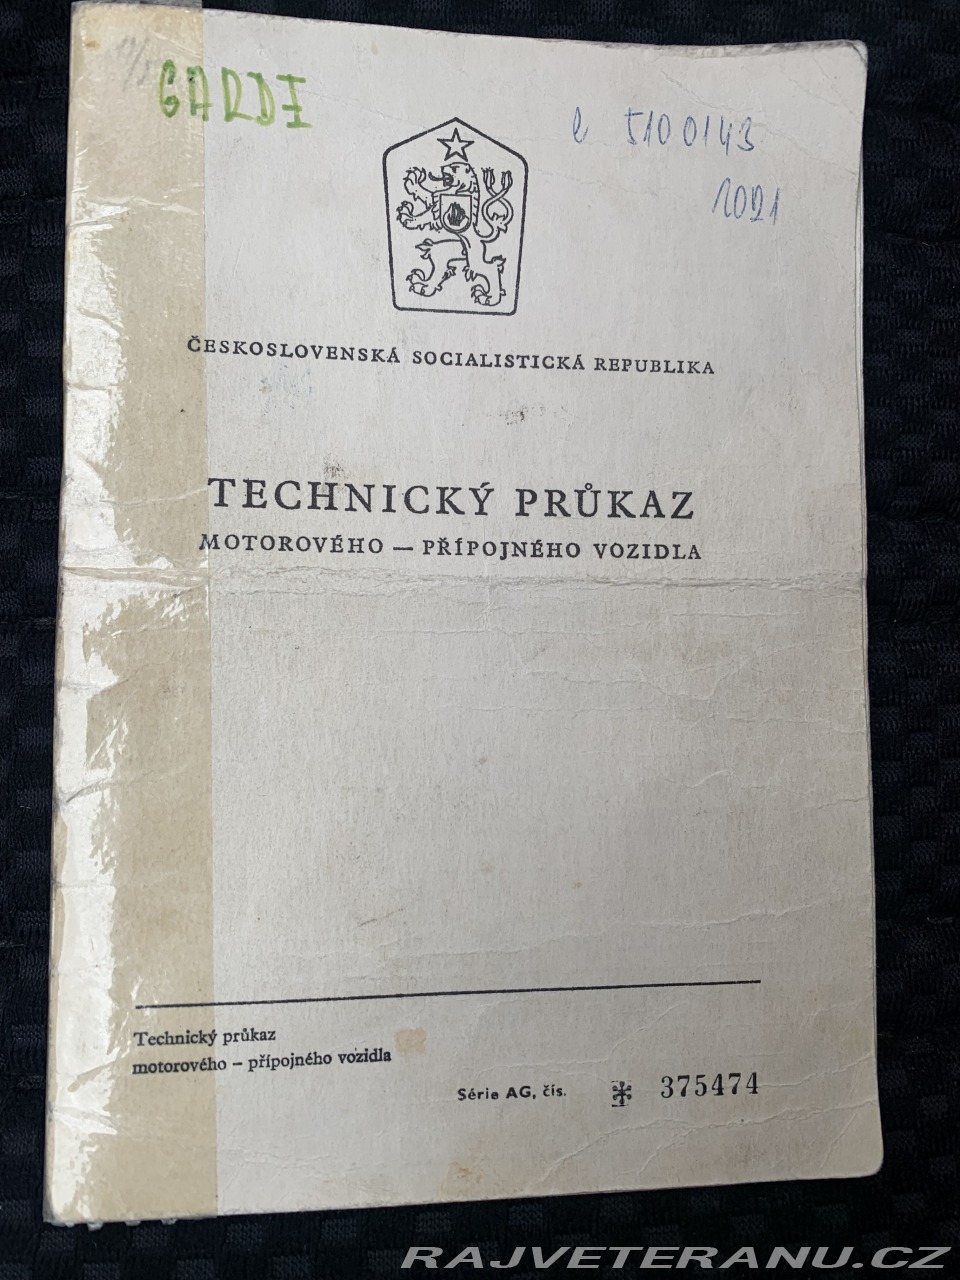 GARDI
5100143
2021
ČESKOSLOVENSKÁ SOCIALISTICKÁ REPUBLIKA
TECHNICKÝ PRŮKAZ
MOTOROVÉHO — PŘÍPOJNÉHO VOZIDLA
Technický průkaz
motorového – přípojného vozidla
Série AG, čís. 375474
RAJVETERANU.CZ